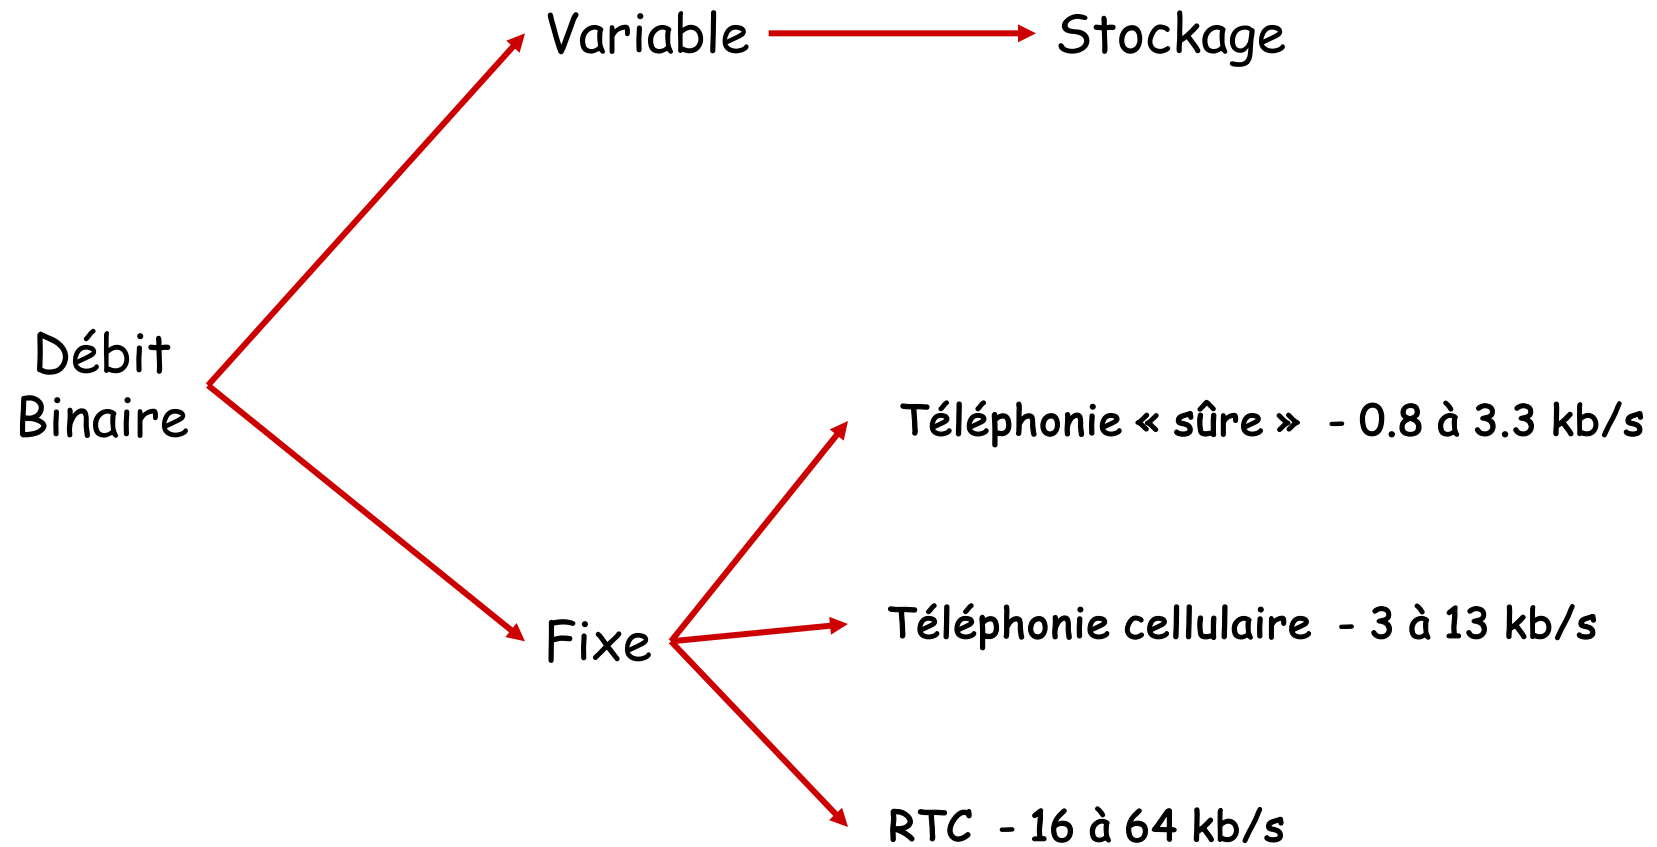 Variable
Stockage
Débit
Binaire
Téléphonie « sûre » - 0.8 à 3.3 kb/s
Téléphonie cellulaire - 3 à 13 kb/s
Fixe
RTC - 16 à 64 kb/s